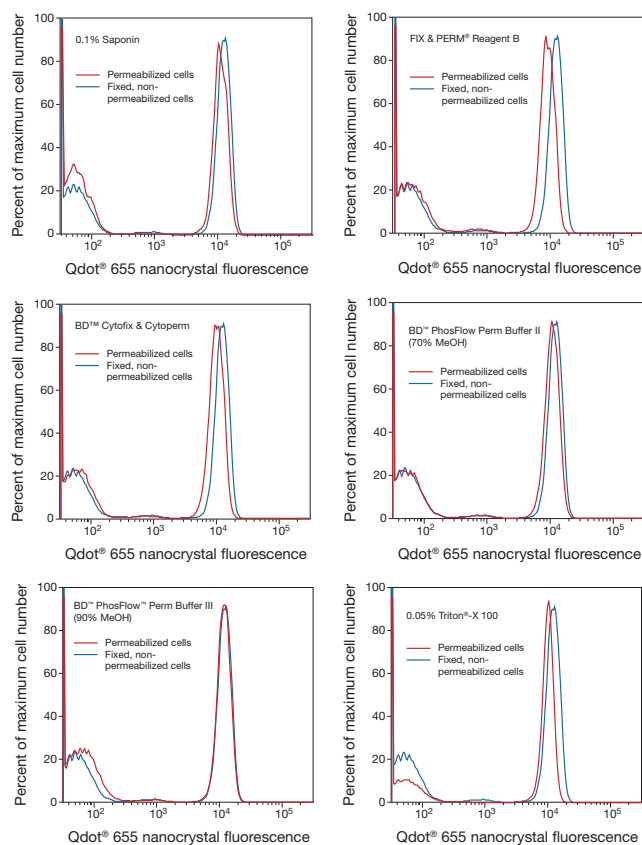 Percent of maximum cell number
100
80
60
40
20
0
0.1% Saponin
Permeabilized cells
Fixed, non-
permeabilized cells
10²
10³
10⁴
10⁵
Qdot® 655 nanocrystal fluorescence
Percent of maximum cell number
100
80
60
40
20
0
FIX & PERM® Reagent B
Permeabilized cells
Fixed, non-
permeabilized cells
10²
10³
10⁴
10⁵
Qdot® 655 nanocrystal fluorescence
Percent of maximum cell number
100
80
60
40
20
0
BD™ Cytofix & Cytoperm
Permeabilized cells
Fixed, non-
permeabilized cells
10²
10³
10⁴
10⁵
Qdot® 655 nanocrystal fluorescence
Percent of maximum cell number
100
80
60
40
20
0
BD™ PhosFlow Perm Buffer II
(70% MeOH)
Permeabilized cells
Fixed, non-
permeabilized cells
10²
10³
10⁴
10⁵
Qdot® 655 nanocrystal fluorescence
Percent of maximum cell number
100
80
60
40
20
0
BD™ PhosFlow™ Perm Buffer III
(90% MeOH)
Permeabilized cells
Fixed, non-
permeabilized cells
10²
10³
10⁴
10⁵
Qdot® 655 nanocrystal fluorescence
Percent of maximum cell number
100
80
60
40
20
0
0.05% Triton®-X 100
Permeabilized cells
Fixed, non-
permeabilized cells
10²
10³
10⁴
10⁵
Qdot® 655 nanocrystal fluorescence